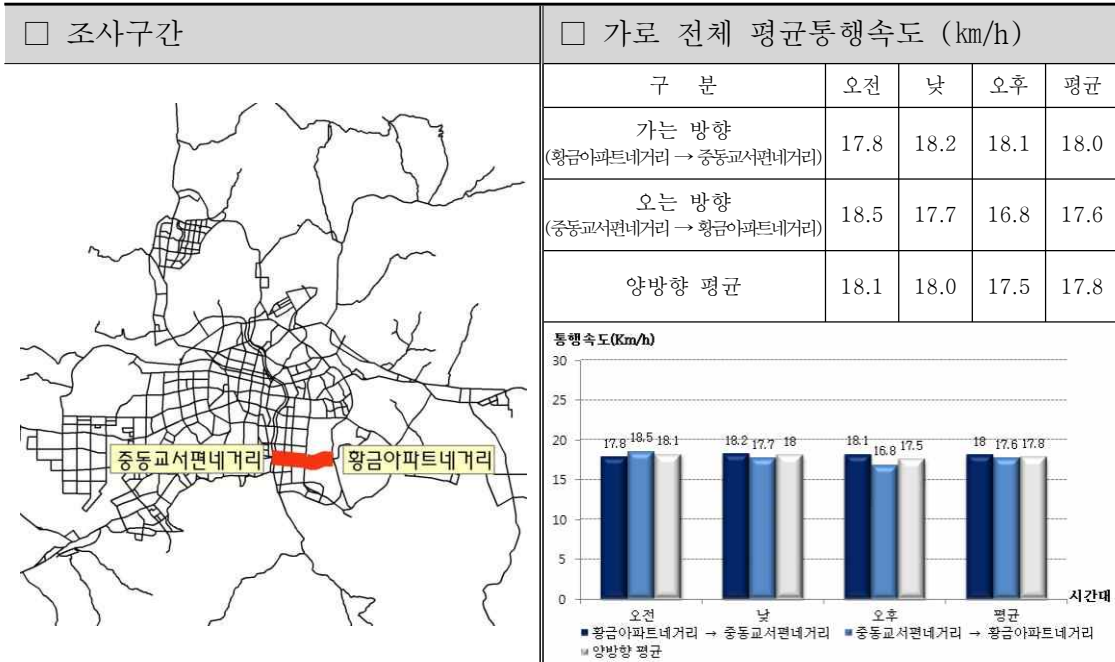 □ 조사구간
중동교서편네거리
황금아파트네거리
□ 가로 전체 평균통행속도 (km/h)
구 분 오전 낮 오후 평균
가는 방향
(황금아파트네거리 → 중동교서편네거리) 17.8 18.2 18.1 18.0
오는 방향
(중동교서편네거리 → 황금아파트네거리) 18.5 17.7 16.8 17.6
양방향 평균 18.1 18.0 17.5 17.8
통행속도(Km/h)
30
25
20
15
10
5
0
17.8 18.5 18.1 18.2 17.7 18 18.1 16.8 17.5 18 17.6 17.8
시간대
오전 낮 오후 평균
황금아파트네거리 → 중동교서편네거리 중동교서편네거리 → 황금아파트네거리
양방향 평균